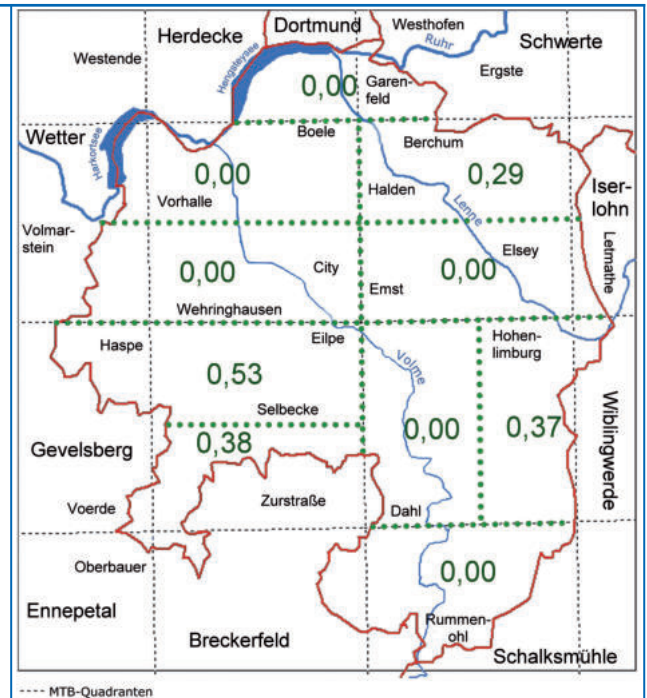 Dortmund
Herdecke
Westhofen
Schwerte
Ruhr
Westende
Hengsteysee
Ergste
0,00
Garen-
feld
Boele
Wetter
Harkortsee
Berchum
0,00
0,29
Halden
Lenne
Iser-
lohn
Vorhalle
Volmar-
stein
Letmathe
Elsey
City
0,00
0,00
Emst
Wehringhausen
Eilpe
Haspe
Hohen-
limburg
Volme
0,53
Selbecke
0,00
0,37
Wiblingwerde
0,38
Gevelsberg
Zurstraße
Voerde
Dahl
Oberbauer
0,00
Ennepetal
Rummen-
ohl
Breckerfeld
Schalksmühle
---- MTB-Quadranten